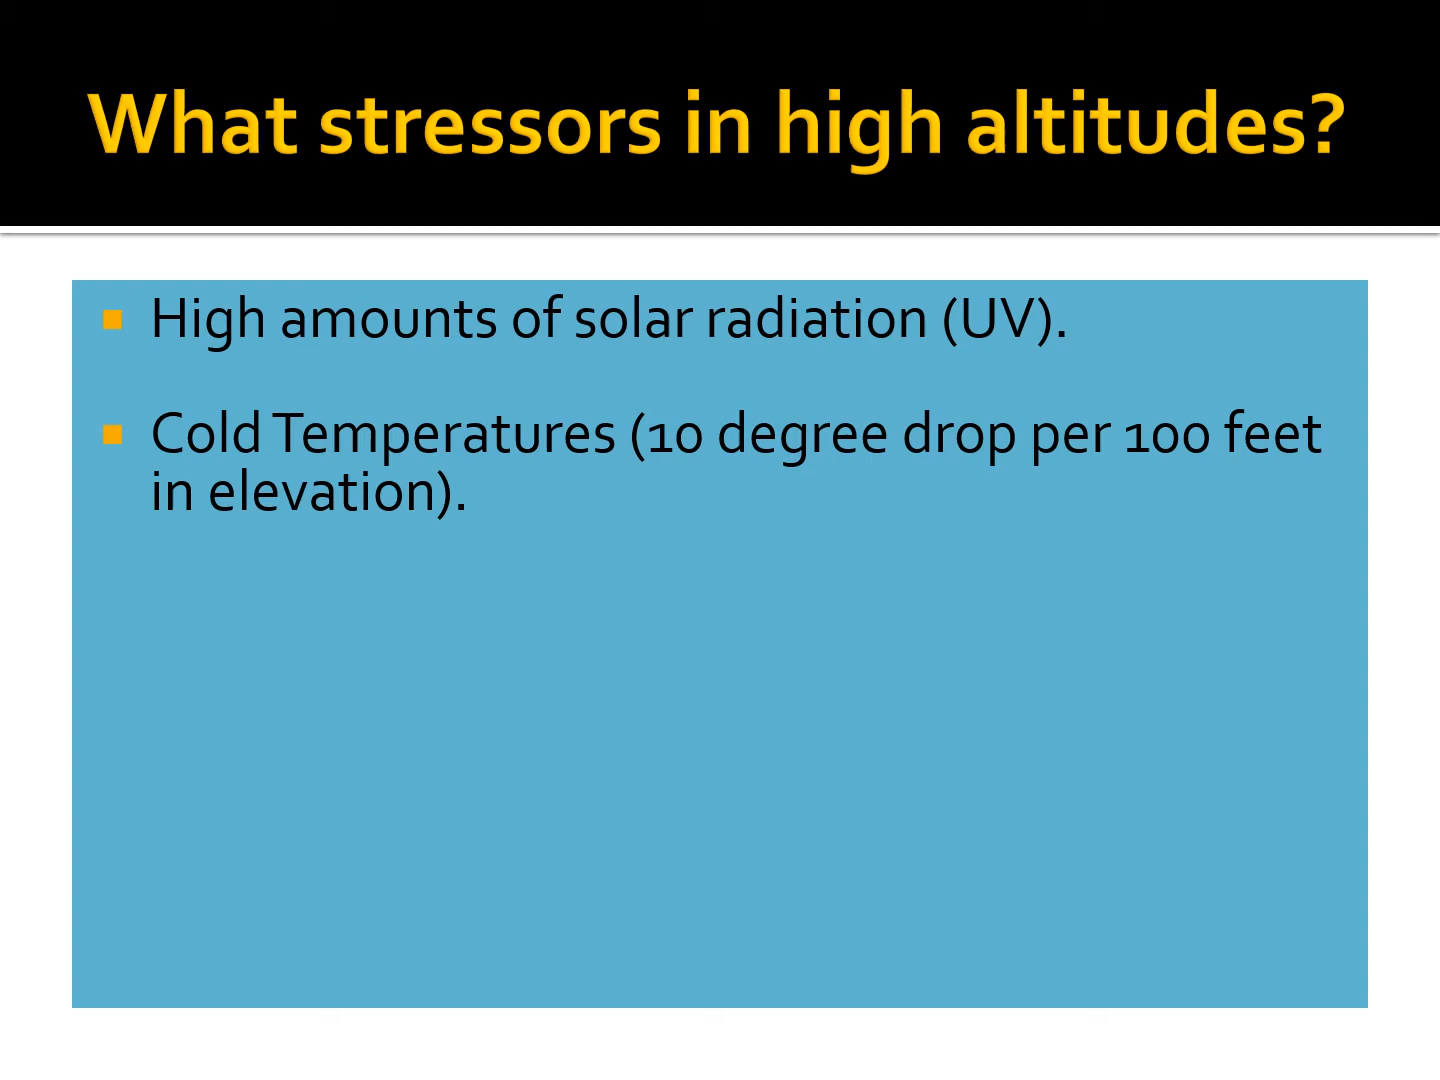 What stressors in high altitudes?
High amounts of solar radiation (UV).
Cold Temperatures (10 degree drop per 100 feet
in elevation).